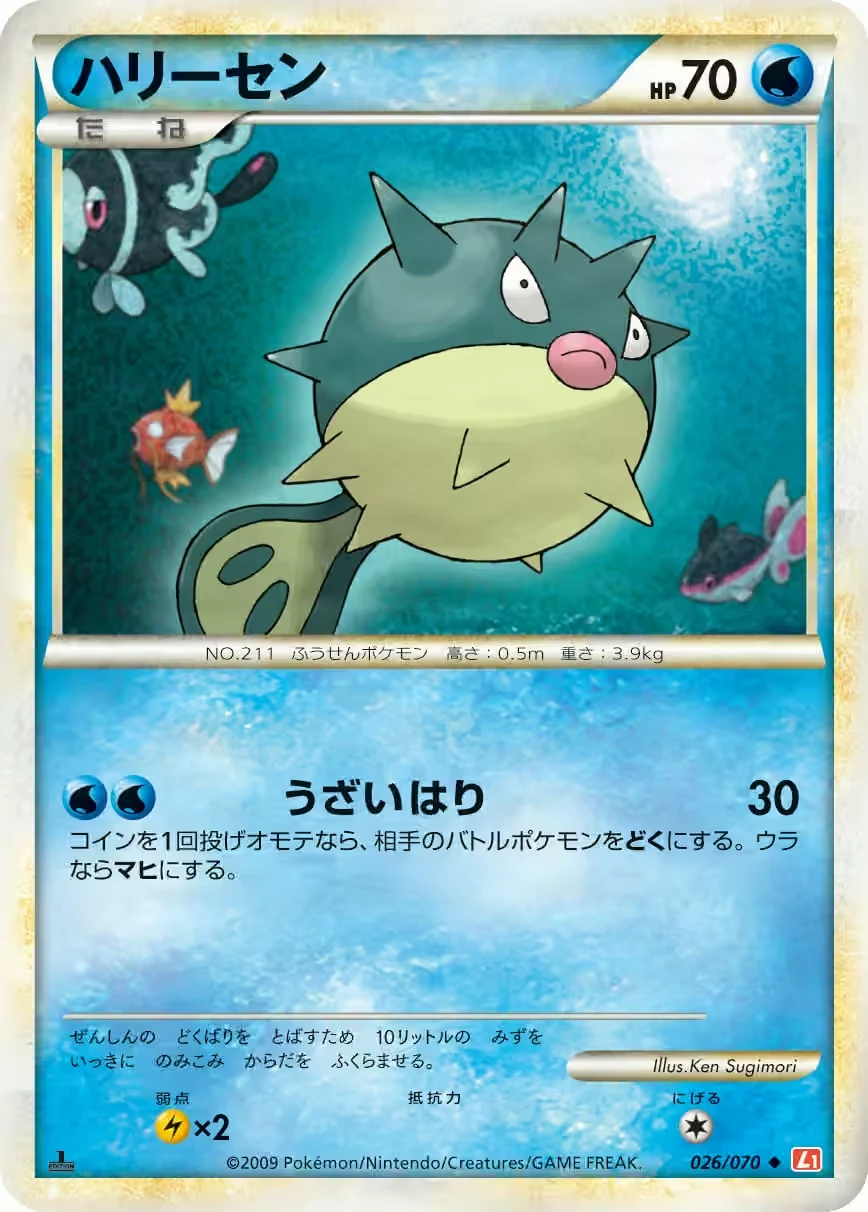 ハリーセン
HP70
たね
NO.211 ふうせんポケモン 高さ：0.5m 重さ：3.9kg
うざいはり 30
コインを1回投げオモテなら、相手のバトルポケモンをどくにする。ウラ
ならマヒにする。
ぜんしんの どくばりを とばすため 10リットルの みずを
いっきに のみこみ からだを ふくらませる。
Illus.Ken Sugimori
弱点 抵抗力 にげる
×2
1
EDITION
©2009 Pokémon/Nintendo/Creatures/GAME FREAK.
026/070 ◆ L1